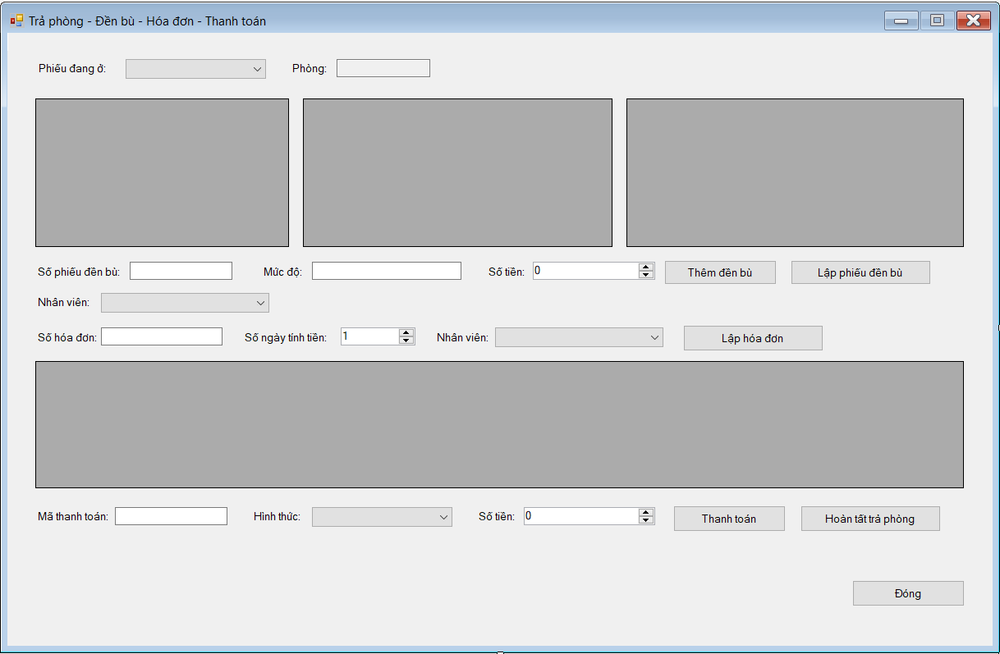 Trả phòng - Đền bù - Hóa đơn - Thanh toán
Phiếu đang ở: Phòng:
Số phiếu đền bù: Mức độ: Số tiền: 0 Thêm đền bù Lập phiếu đền bù
Nhân viên:
Số hóa đơn: Số ngày tính tiền: 1 Nhân viên: Lập hóa đơn
Mã thanh toán: Hình thức: Số tiền: 0 Thanh toán Hoàn tất trả phòng
Đóng